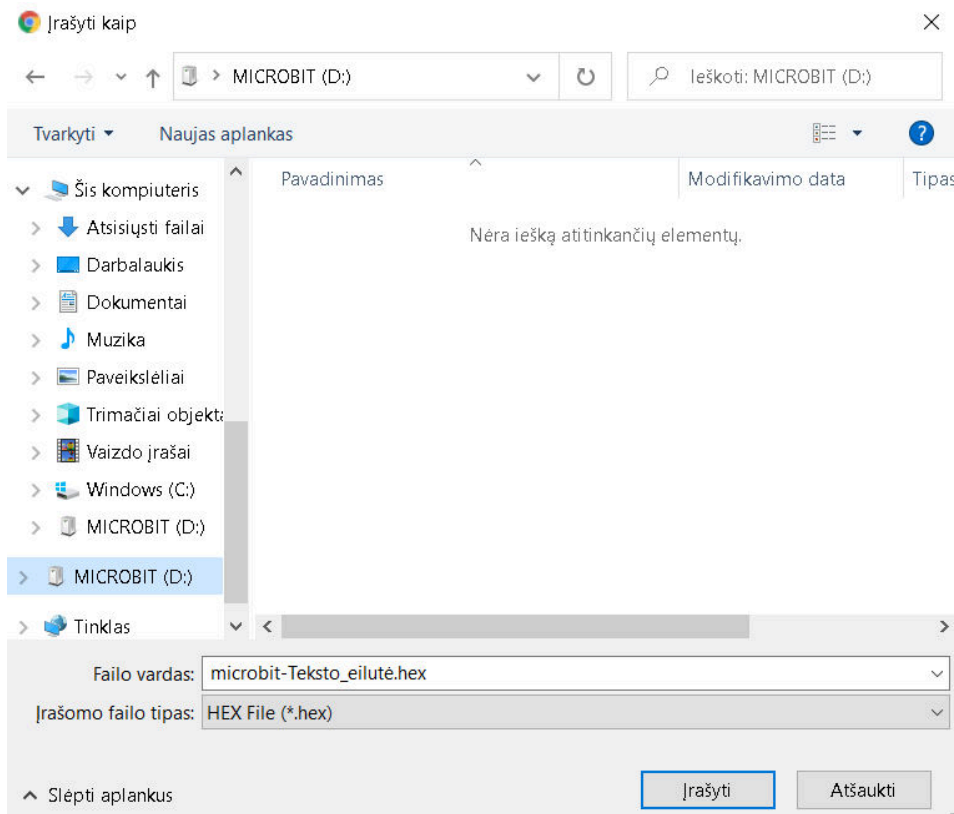 Įrašyti kaip
MICROBIT (D:)
Ieškoti: MICROBIT (D:)
Tvarkyti
Naujas aplankas
Šis kompiuteris
Atsisiųsti failai
Darbalaukis
Dokumentai
Muzika
Paveikslėliai
Trimačiai objekta
Vaizdo įrašai
Windows (C:)
MICROBIT (D:)
MICROBIT (D:)
Tinklas
Pavadinimas
Modifikavimo data
Tipas
Nėra iešką atitinkančių elementų.
Failo vardas: microbit-Teksto_eilutė.hex
Įrašomo failo tipas: HEX File (*.hex)
Slėpti aplankus
Įrašyti
Atšaukti